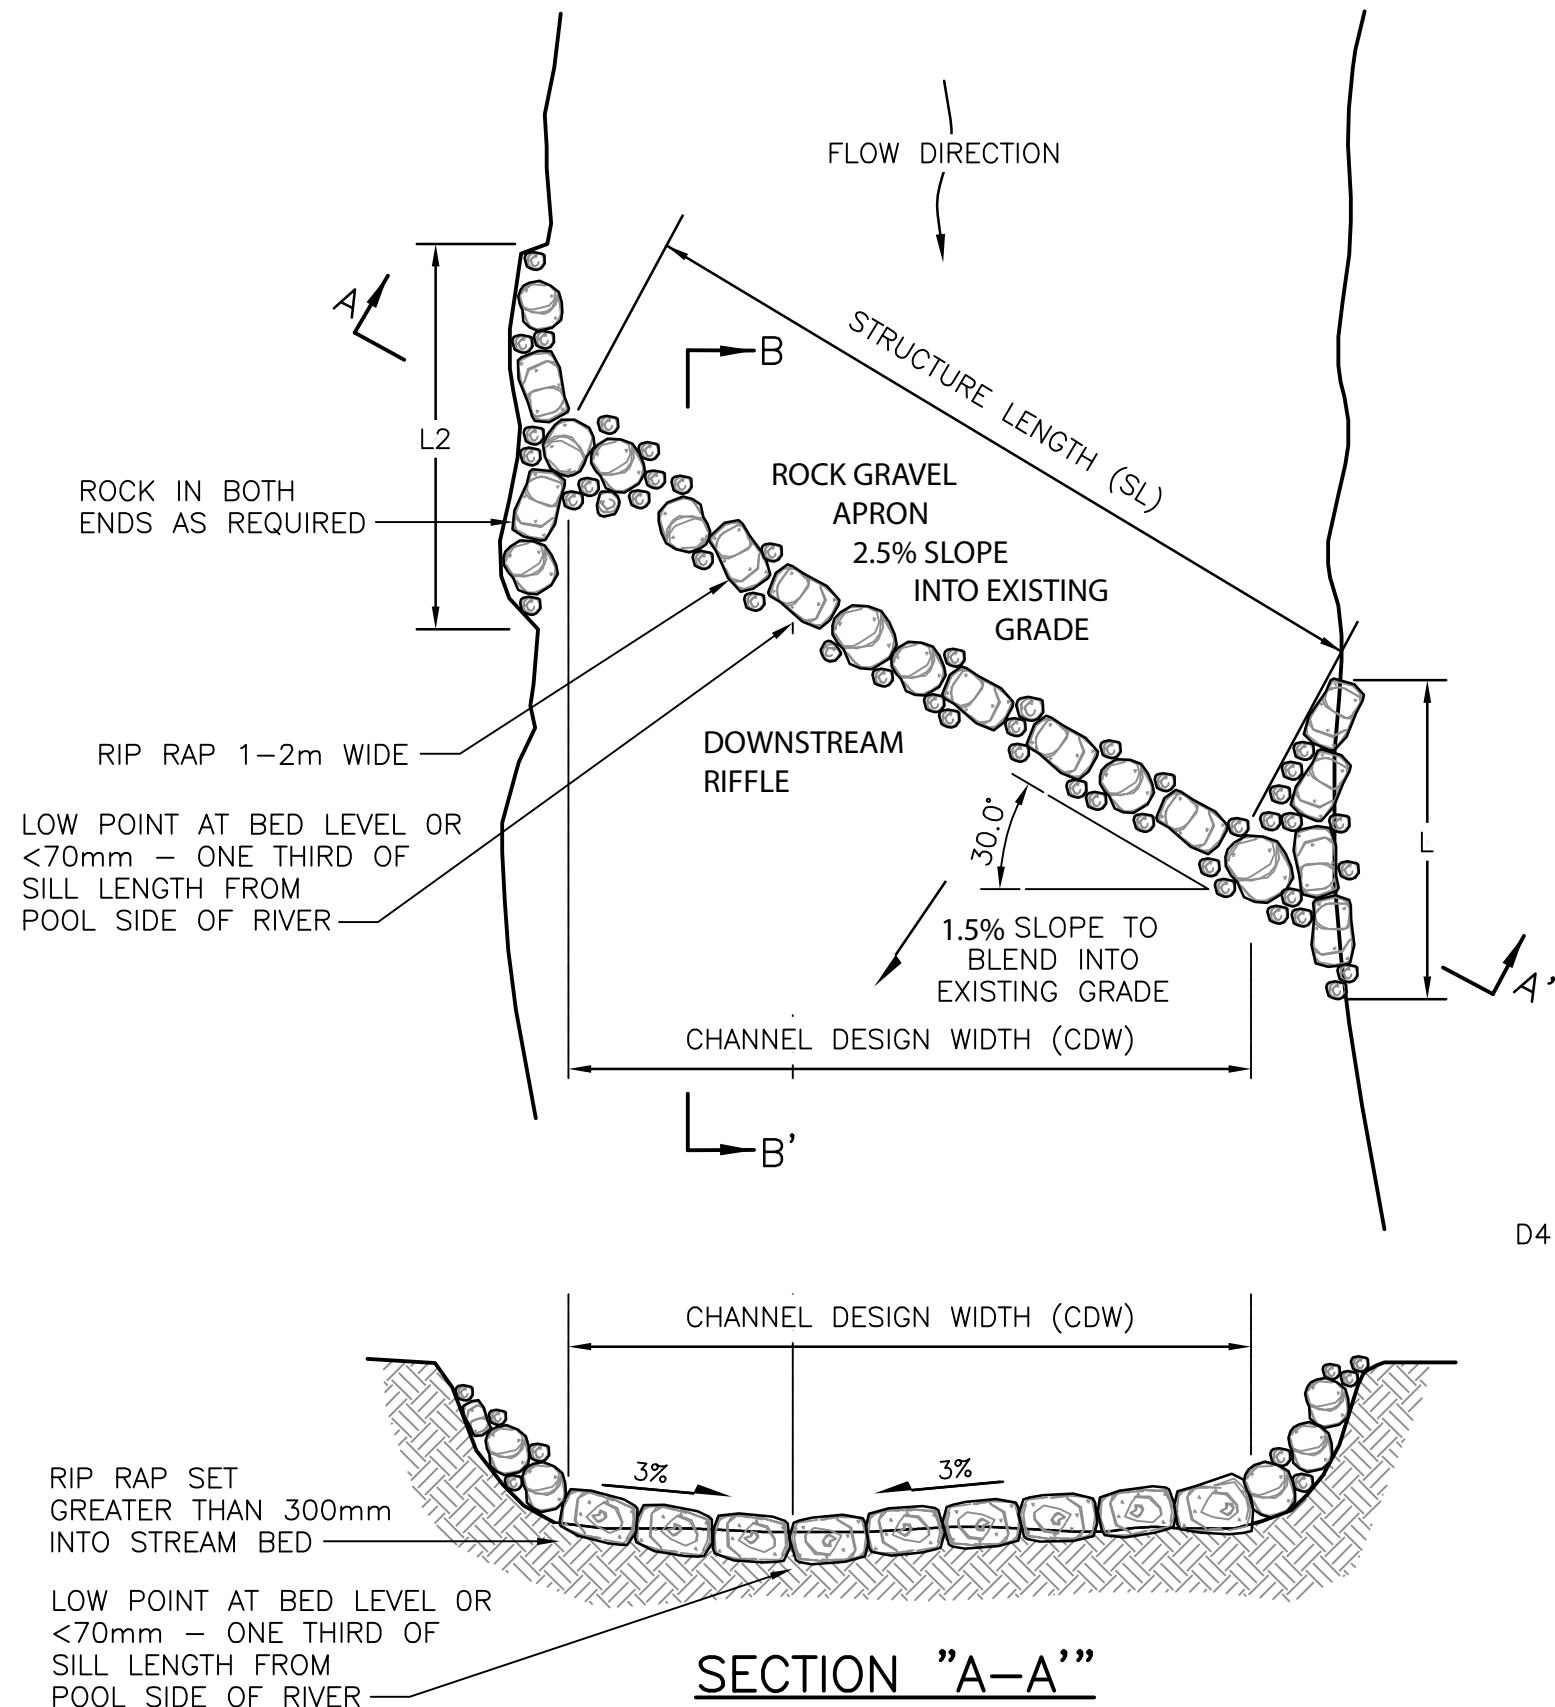 FLOW DIRECTION
A
B
STRUCTURE LENGTH (SL)
L2
ROCK IN BOTH
ENDS AS REQUIRED
ROCK GRAVEL
APRON
2.5% SLOPE
INTO EXISTING
GRADE
RIP RAP 1-2m WIDE
DOWNSTREAM
RIFFLE
LOW POINT AT BED LEVEL OR
<70mm - ONE THIRD OF
SILL LENGTH FROM
POOL SIDE OF RIVER
30.0°
L
1.5% SLOPE TO
BLEND INTO
EXISTING GRADE
A'
CHANNEL DESIGN WIDTH (CDW)
B'
D4
CHANNEL DESIGN WIDTH (CDW)
3%
3%
RIP RAP SET
GREATER THAN 300mm
INTO STREAM BED
LOW POINT AT BED LEVEL OR
<70mm - ONE THIRD OF
SILL LENGTH FROM
POOL SIDE OF RIVER
SECTION "A-A'"